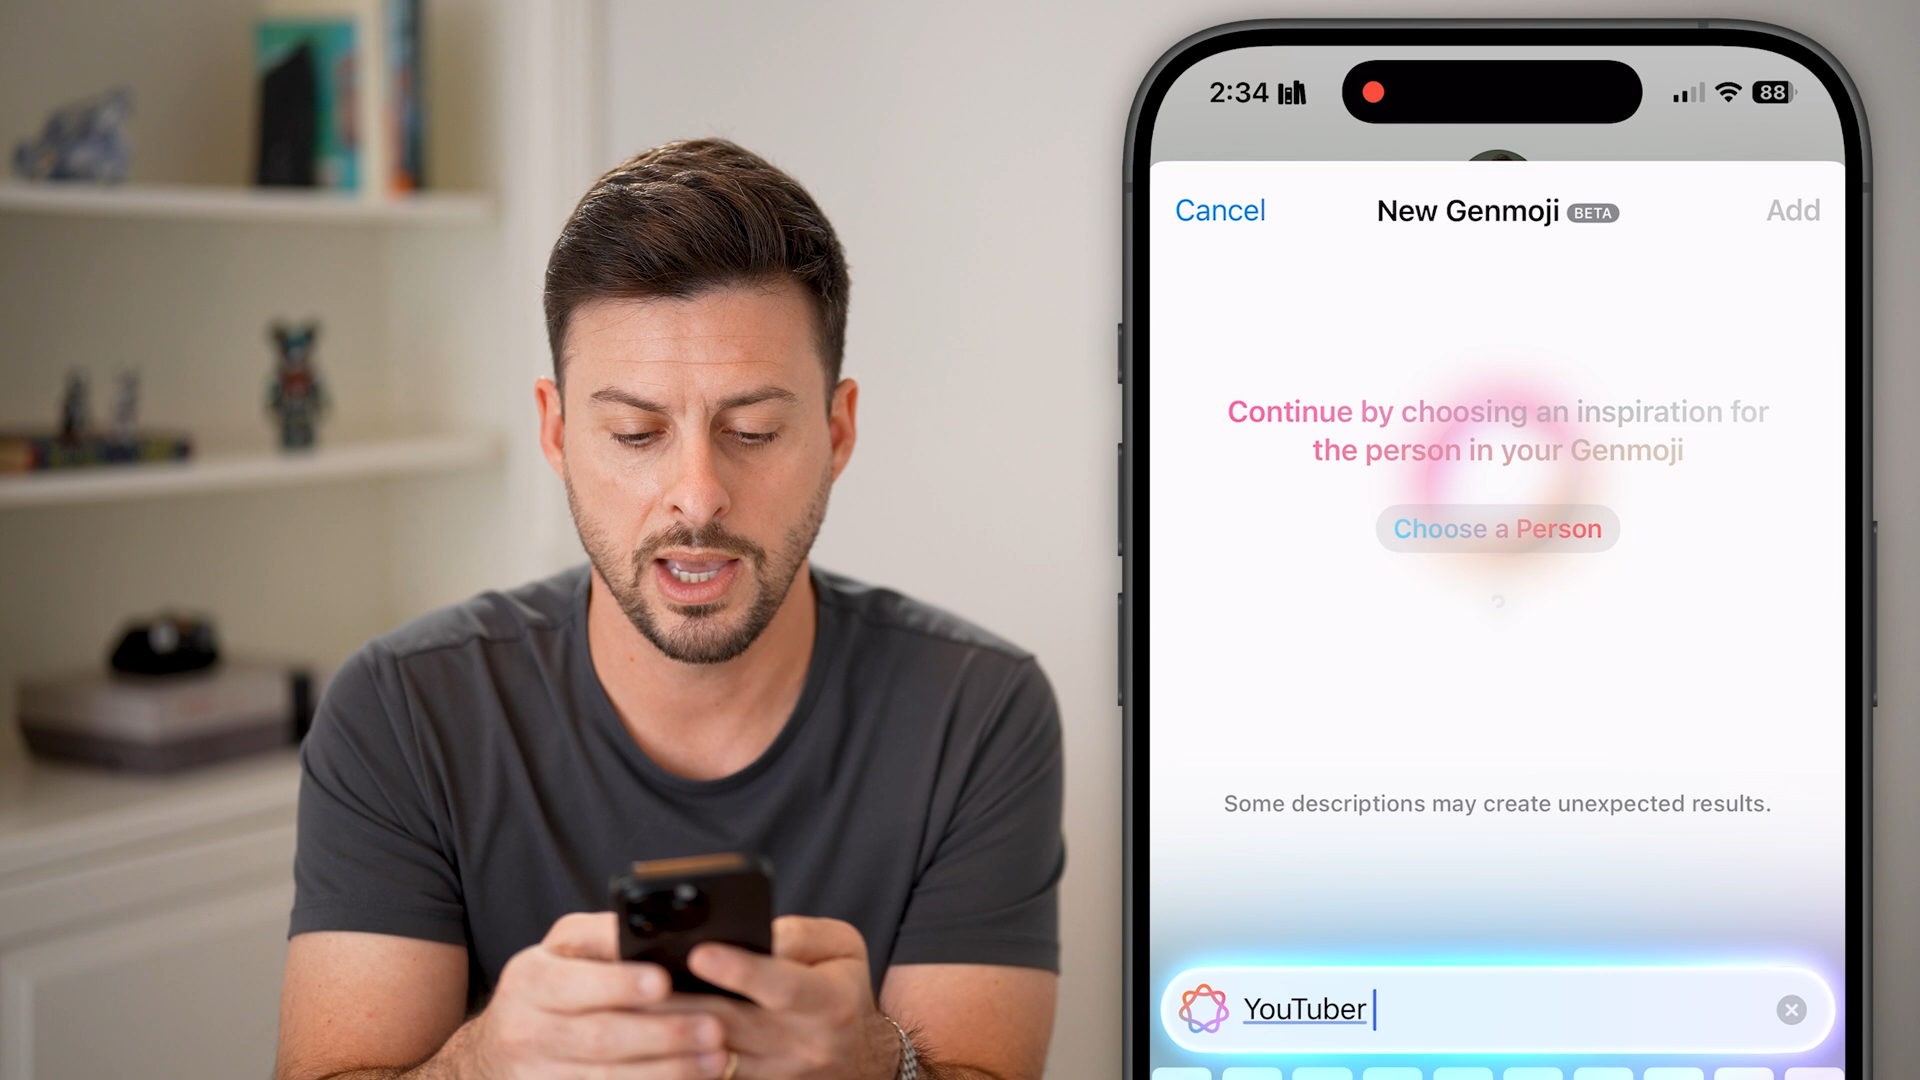 2:34
88
Cancel
New Genmoji BETA
Add
Continue by choosing an inspiration for
the person in your Genmoji
Choose a Person
Some descriptions may create unexpected results.
YouTuber